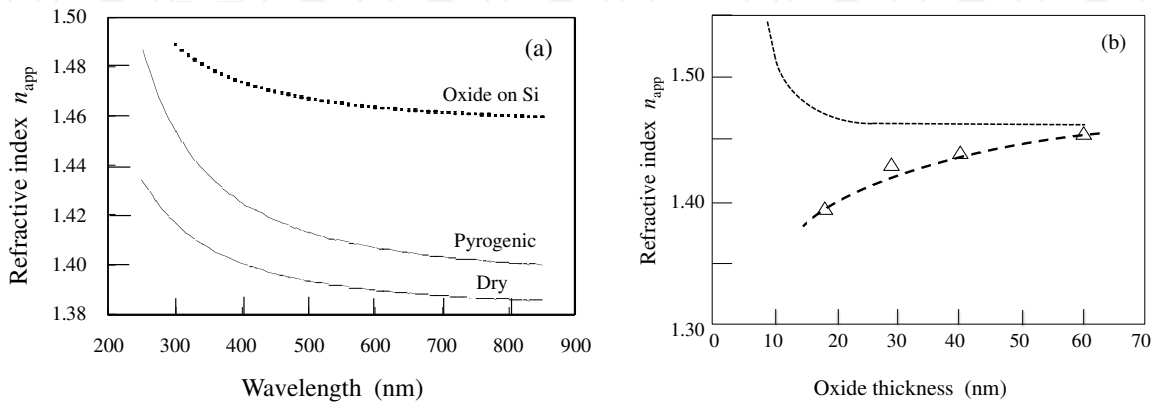 1.50
1.48
1.46
1.44
1.42
1.40
1.38
200
300
400
500
600
700
800
900
Refractive index n_app
Wavelength (nm)
(a)
Oxide on Si
Pyrogenic
Dry
1.50
1.40
1.30
0
10
20
30
40
50
60
70
Refractive index n_app
Oxide thickness (nm)
(b)